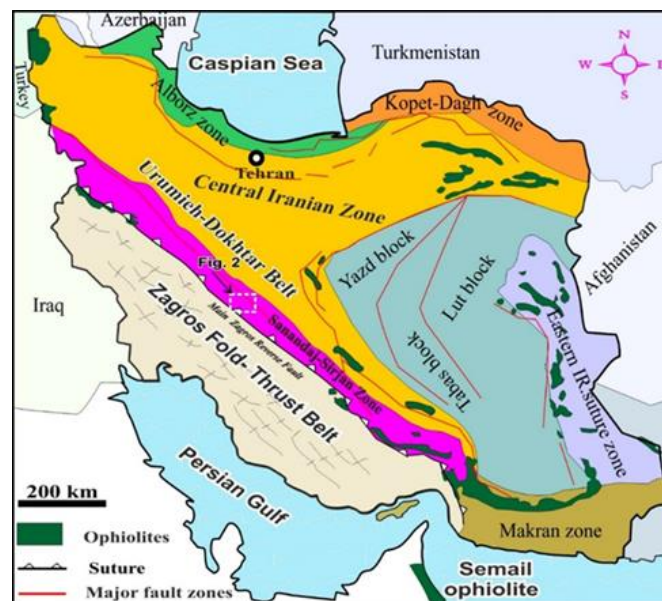 Azerbaijan
Turkey
Caspian Sea
Turkmenistan
N
W
E
S
Alborz zone
Kopet-Dagh zone
Tehran
Central Iranian Zone
Urumieh-Dokhtar Belt
Fig. 2
Yazd block
Lut block
Tabas block
Afghanistan
Iraq
Main Zagros Reverse Fault
Sanandaj-Sirjan Zone
Zagros Fold- Thrust Belt
Eastern IR.suture zone
Persian Gulf
Makran zone
200 km
Ophiolites
Suture
Major fault zones
Semail
ophiolite